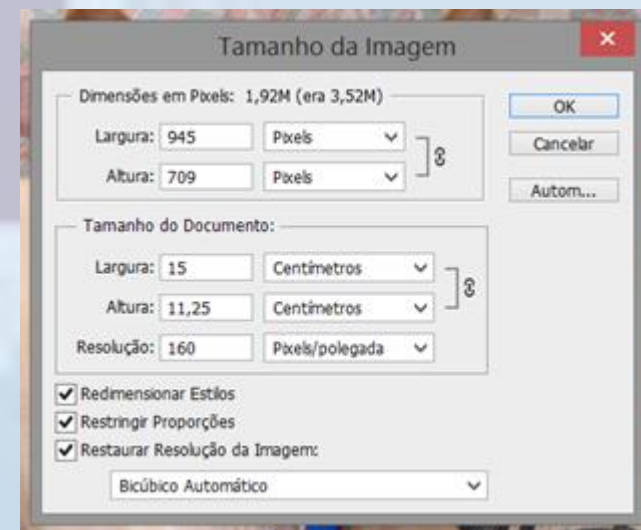 Tamanho da Imagem
Dimensões em Pixels: 1,92M (era 3,52M)
Largura: 945 Pixels
Altura: 709 Pixels
Tamanho do Documento:
Largura: 15 Centímetros
Altura: 11,25 Centímetros
Resolução: 160 Pixels/polegada
Redimensionar Estilos
Restringir Proporções
Restaurar Resolução da Imagem:
Bicúbico Automático
OK
Cancelar
Autom...